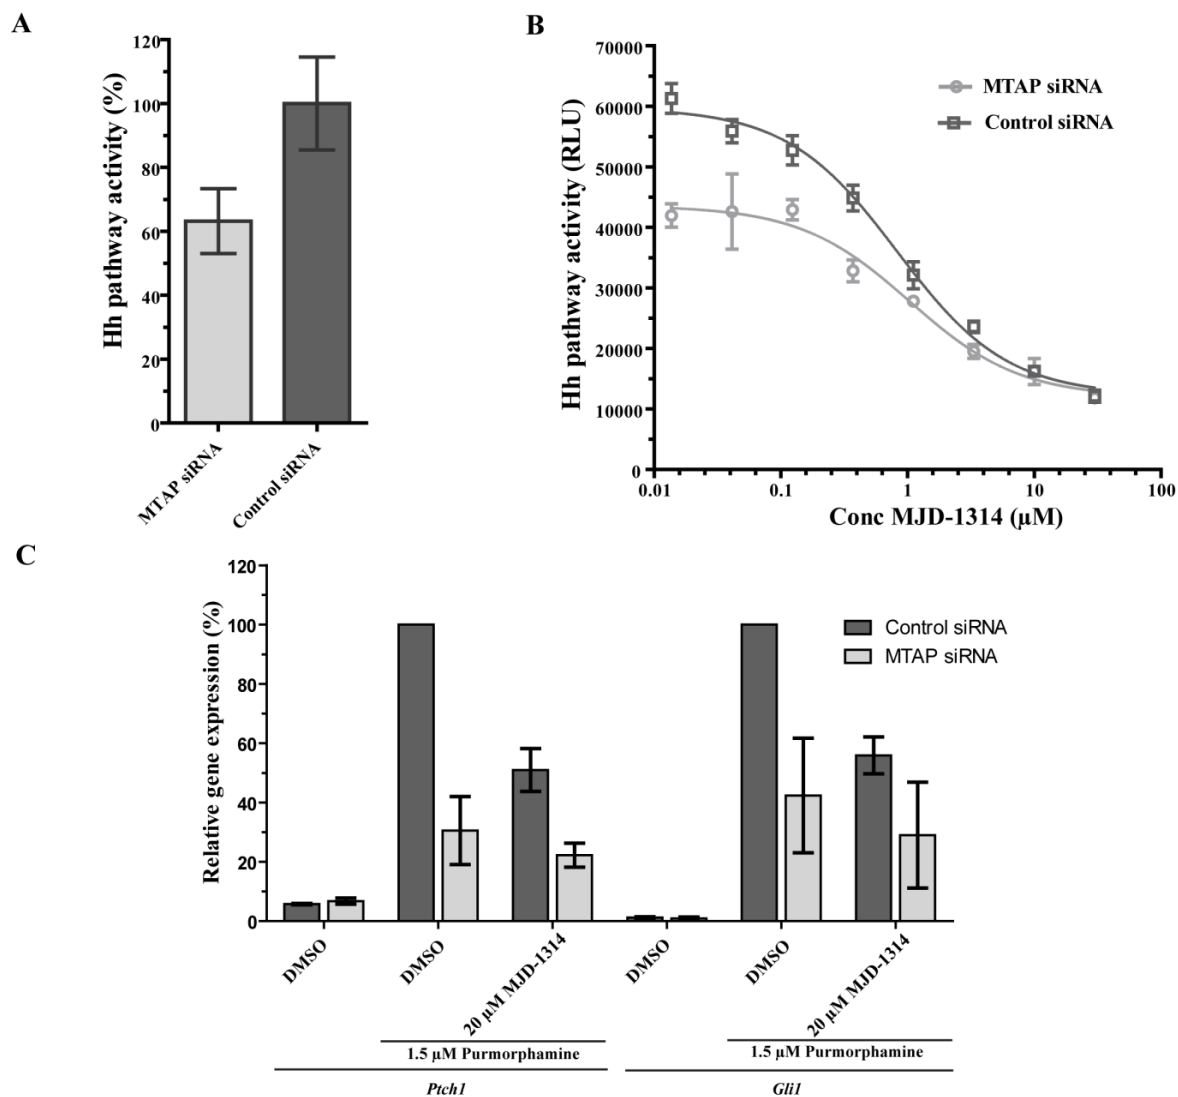 A
Hh pathway activity (%)
120
100
80
60
40
20
0
MTAP siRNA
Control siRNA
B
Hh pathway activity (RLU)
70000
60000
50000
40000
30000
20000
10000
0
0.01
0.1
1
10
100
Conc MJD-1314 (µM)
MTAP siRNA
Control siRNA
C
Relative gene expression (%)
120
100
80
60
40
20
0
Control siRNA
MTAP siRNA
DMSO
DMSO
20 µM MJD-1314
DMSO
DMSO
20 µM MJD-1314
1.5 µM Purmorphamine
1.5 µM Purmorphamine
Ptch1
Gli1